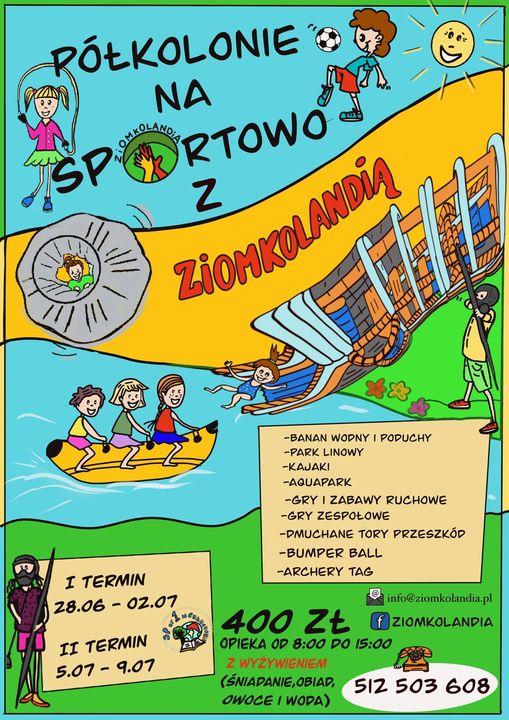 PÓŁKOLONIE
NA
SPORTOWO
ZIOMKOLANDIA
Z
ZIOMKOLANDIĄ
-BANAN WODNY I PODUCHY
-PARK LINOWY
-KAJAKI
-AQUAPARK
-GRY I ZABAWY RUCHOWE
-GRY ZESPOŁOWE
-DMUCHANE TORY PRZESZKÓD
-BUMPER BALL
-ARCHERY TAG
I TERMIN
28.06 - 02.07
II TERMIN
5.07 - 9.07
info@ziomkolandia.pl
f ZIOMKOLANDIA
400 ZŁ
OPIEKA OD 8:00 DO 15:00
Z WYŻYWIENIEM
(ŚNIADANIE,OBIAD,
OWOCE I WODA)
512 503 608